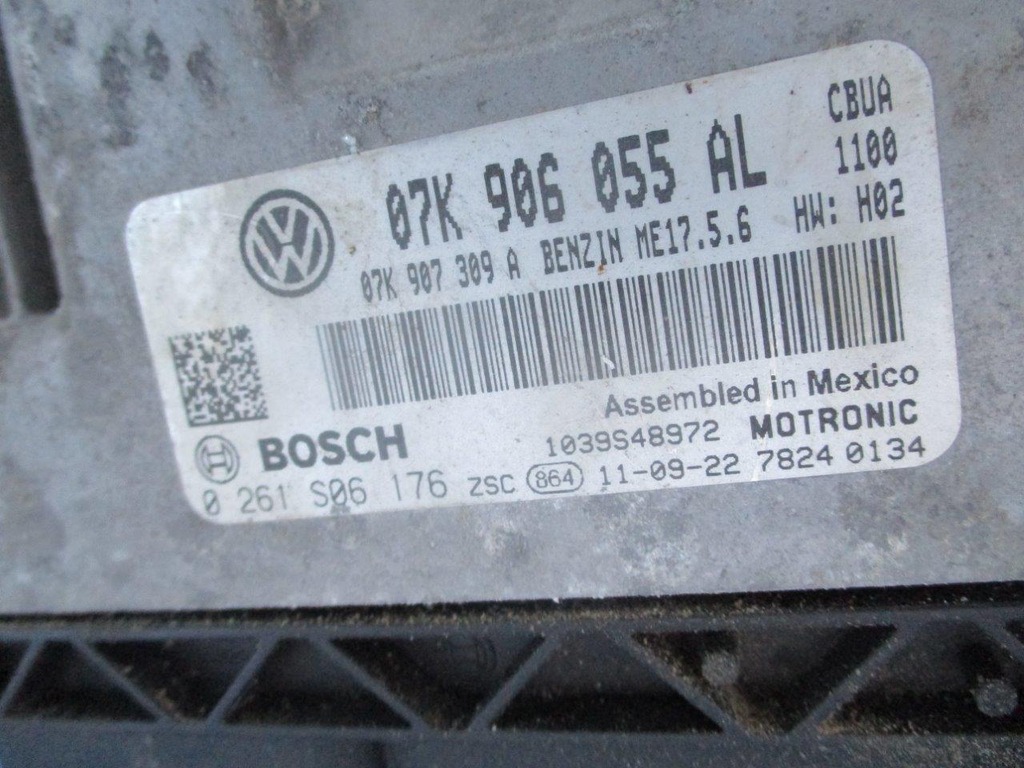 07K 906 055 AL CBUA
1100
07K 907 309 A BENZIN ME17.5.6 HW: H02
Assembled in Mexico
BOSCH 1039S48972 MOTRONIC
0 261 S06 176 ZSC 864 11-09-22 7824 0134